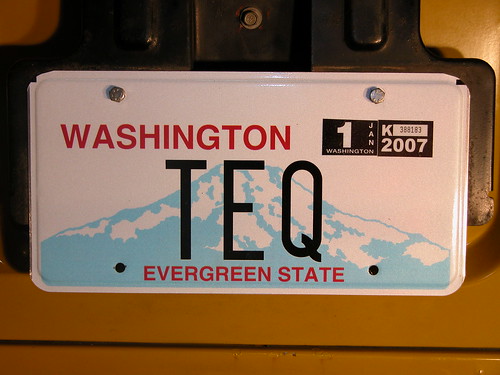 WASHINGTON
1 JAN WASHINGTON
K 388183
2007
TEQ
EVERGREEN STATE